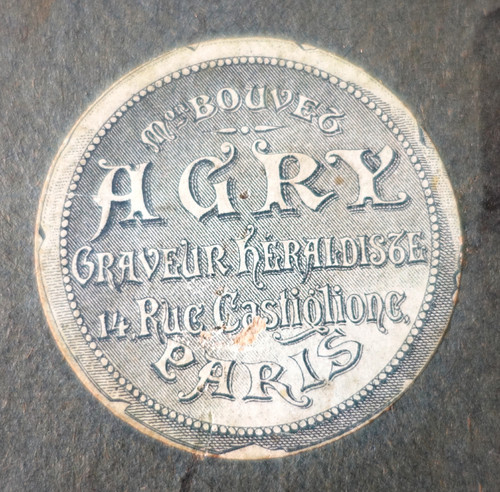 Mon BOUVET
AGRY
GRAVEUR HÉRALDISTE
14 Rue Castiglione,
PARIS